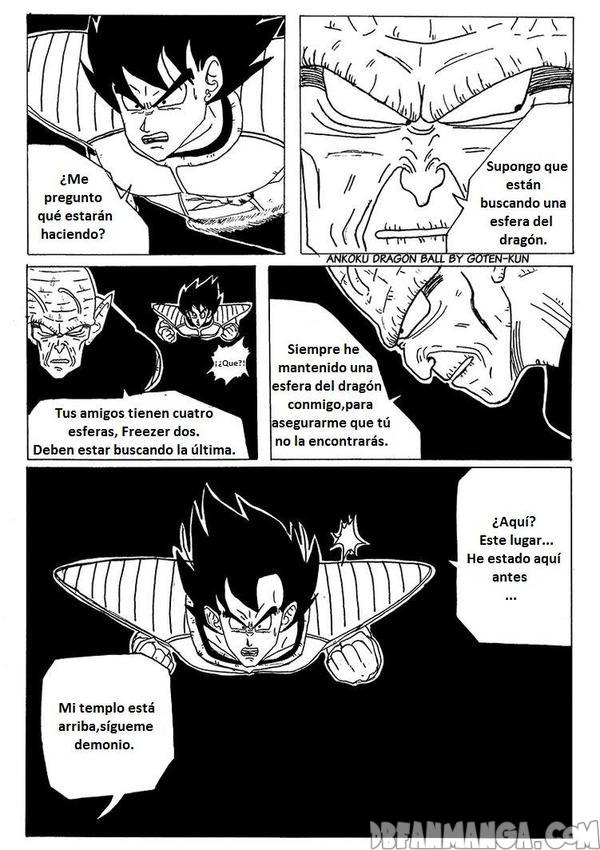 ¿Me
pregunto
qué estarán
haciendo?
Supongo que
están
buscando una
esfera del
dragón.
ANKOKU DRAGON BALL BY GOTEN-KUN
¡¿Que?!
Tus amigos tienen cuatro
esferas, Freezer dos.
Deben estar buscando la última.
Siempre he
mantenido una
esfera del dragón
conmigo,para
asegurarme que tú
no la encontrarás.
¿Aquí?
Este lugar...
He estado aquí
antes
...
Mi templo está
arriba,sígueme
demonio.
DBFANMANGA.COM